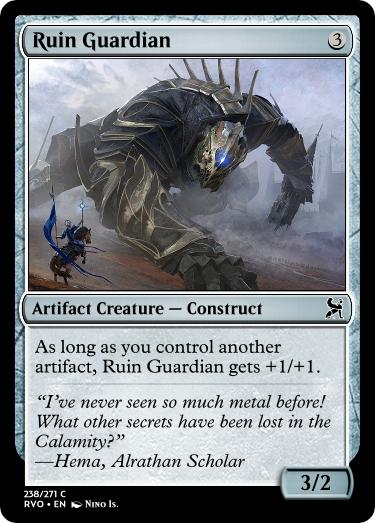 Ruin Guardian 3
Artifact Creature — Construct
As long as you control another
artifact, Ruin Guardian gets +1/+1.
“I’ve never seen so much metal before!
What other secrets have been lost in the
Calamity?”
—Hema, Alrathan Scholar
3/2
238/271 C
RVO • EN Nino Is.